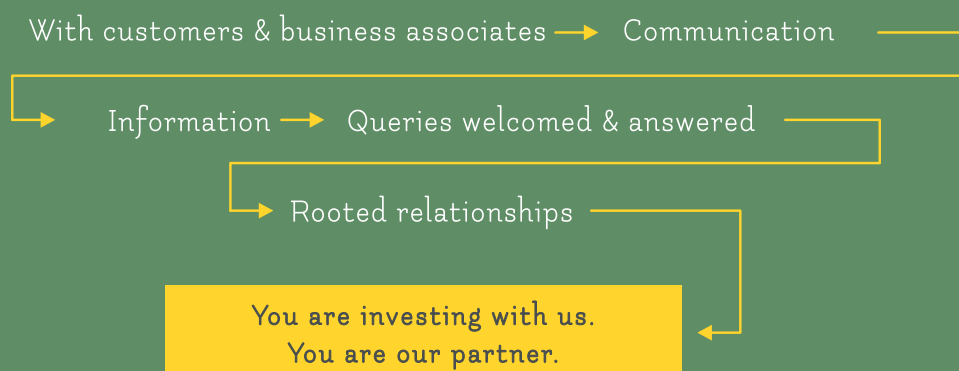 With customers & business associates Communication
Information Queries welcomed & answered
Rooted relationships
You are investing with us.
You are our partner.